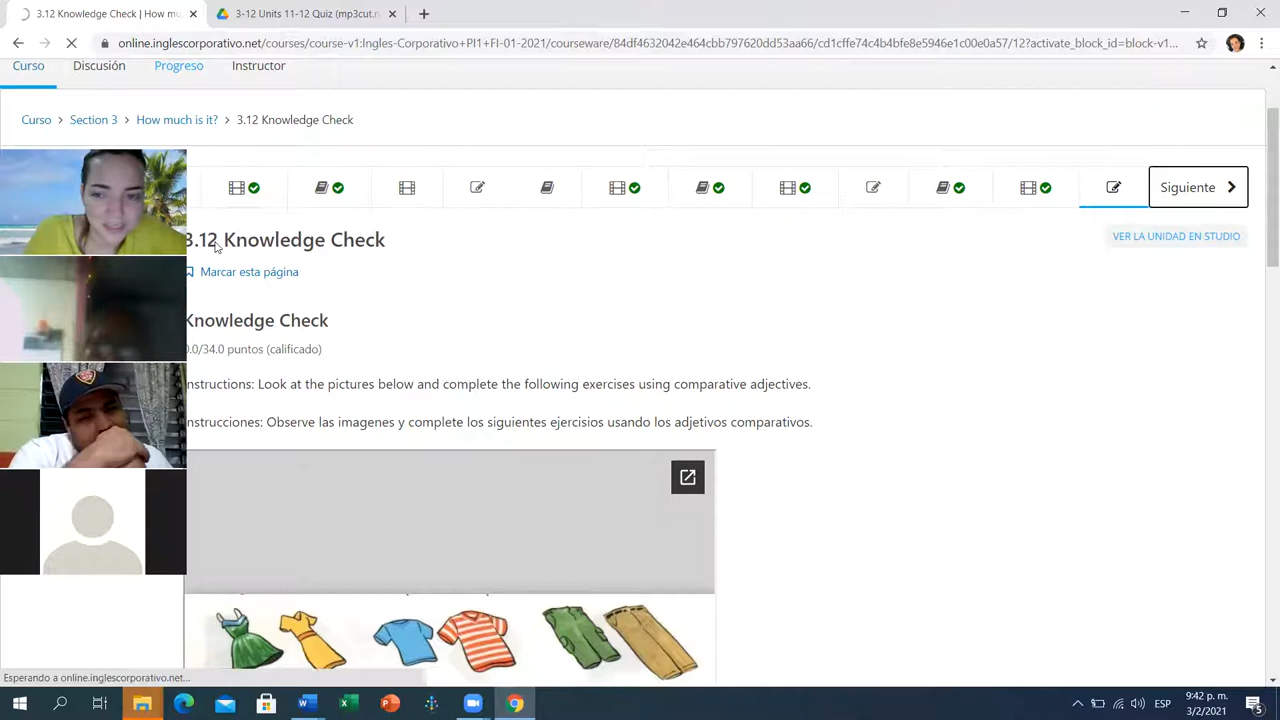 3.12 Knowledge Check | How mu
3-12 Units 11-12 Quiz (mp3cut.n
online.inglescorporativo.net/courses/course-v1:Ingles-Corporativo+PI1+FI-01-2021/courseware/84df4632042e464cbb797620dd53aa66/cd1cffe74c4b4bfe8e5946e1c00e0a57/12?activate_block_id=block-v1...
Curso Discusión Progreso Instructor
Curso > Section 3 > How much is it? > 3.12 Knowledge Check
Siguiente
3.12 Knowledge Check
VER LA UNIDAD EN STUDIO
Marcar esta página
Knowledge Check
0.0/34.0 puntos (calificado)
nstructions: Look at the pictures below and complete the following exercises using comparative adjectives.
nstrucciones: Observe las imagenes y complete los siguientes ejercisios usando los adjetivos comparativos.
Esperando a online.inglescorporativo.net...
ESP
9:42 p. m.
3/2/2021
5